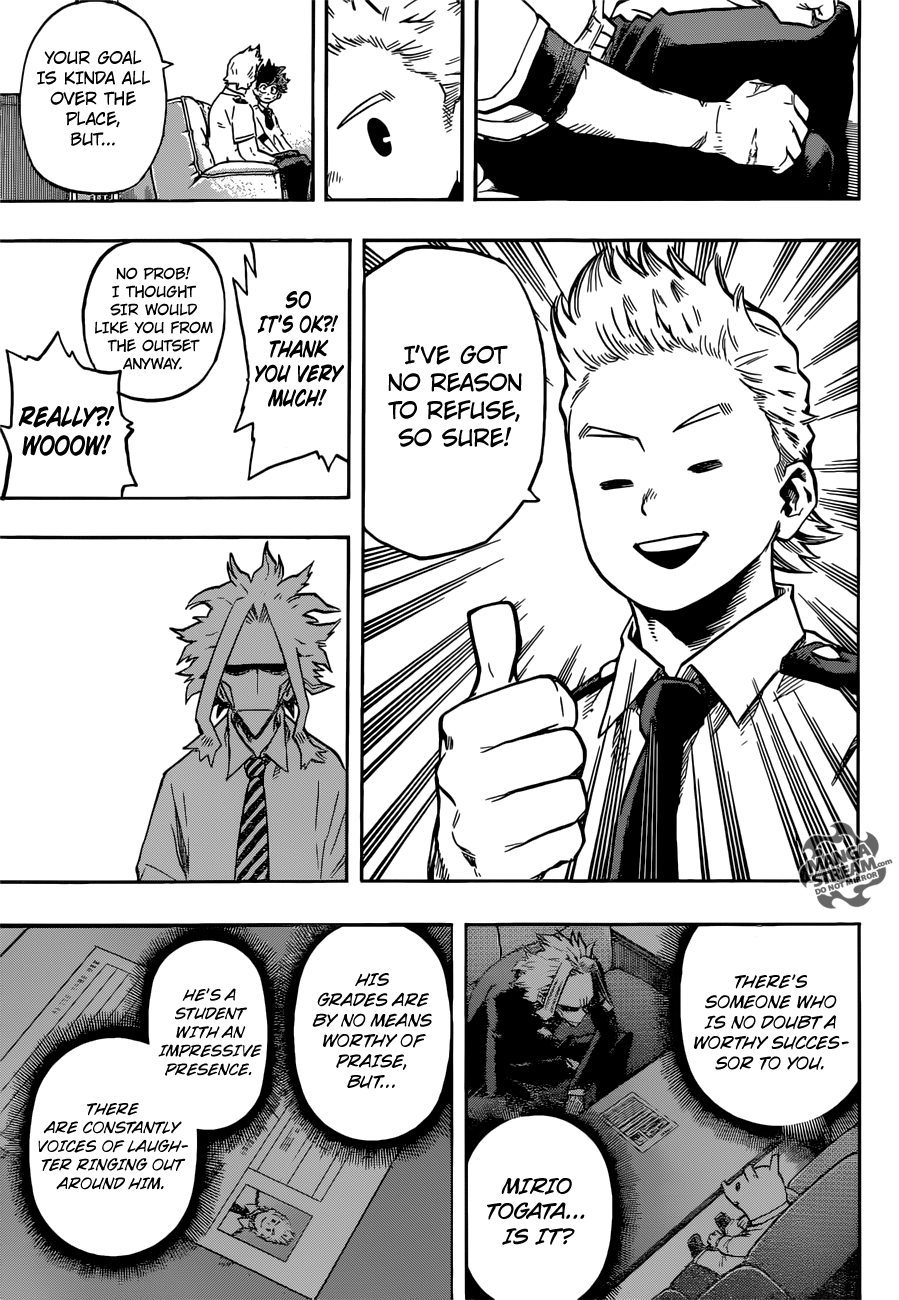 YOUR GOAL
IS KINDA ALL
OVER THE
PLACE,
BUT...
I'VE GOT
NO REASON
TO REFUSE,
SO SURE!
SO
IT'S OK?!
THANK
YOU VERY
MUCH!
NO PROB!
I THOUGHT
SIR WOULD
LIKE YOU FROM
THE OUTSET
ANYWAY.
REALLY?!
WOOOW!
MANGA
STREAM.com
DO NOT MIRROR
THERE'S
SOMEONE WHO
IS NO DOUBT A
WORTHY SUCCES-
SOR TO YOU.
MIRIO
TOGATA...
IS IT?
HIS
GRADES ARE
BY NO MEANS
WORTHY OF
PRAISE,
BUT...
HE'S A
STUDENT
WITH AN
IMPRESSIVE
PRESENCE.
THERE
ARE CONSTANTLY
VOICES OF LAUGH-
TER RINGING OUT
AROUND HIM.